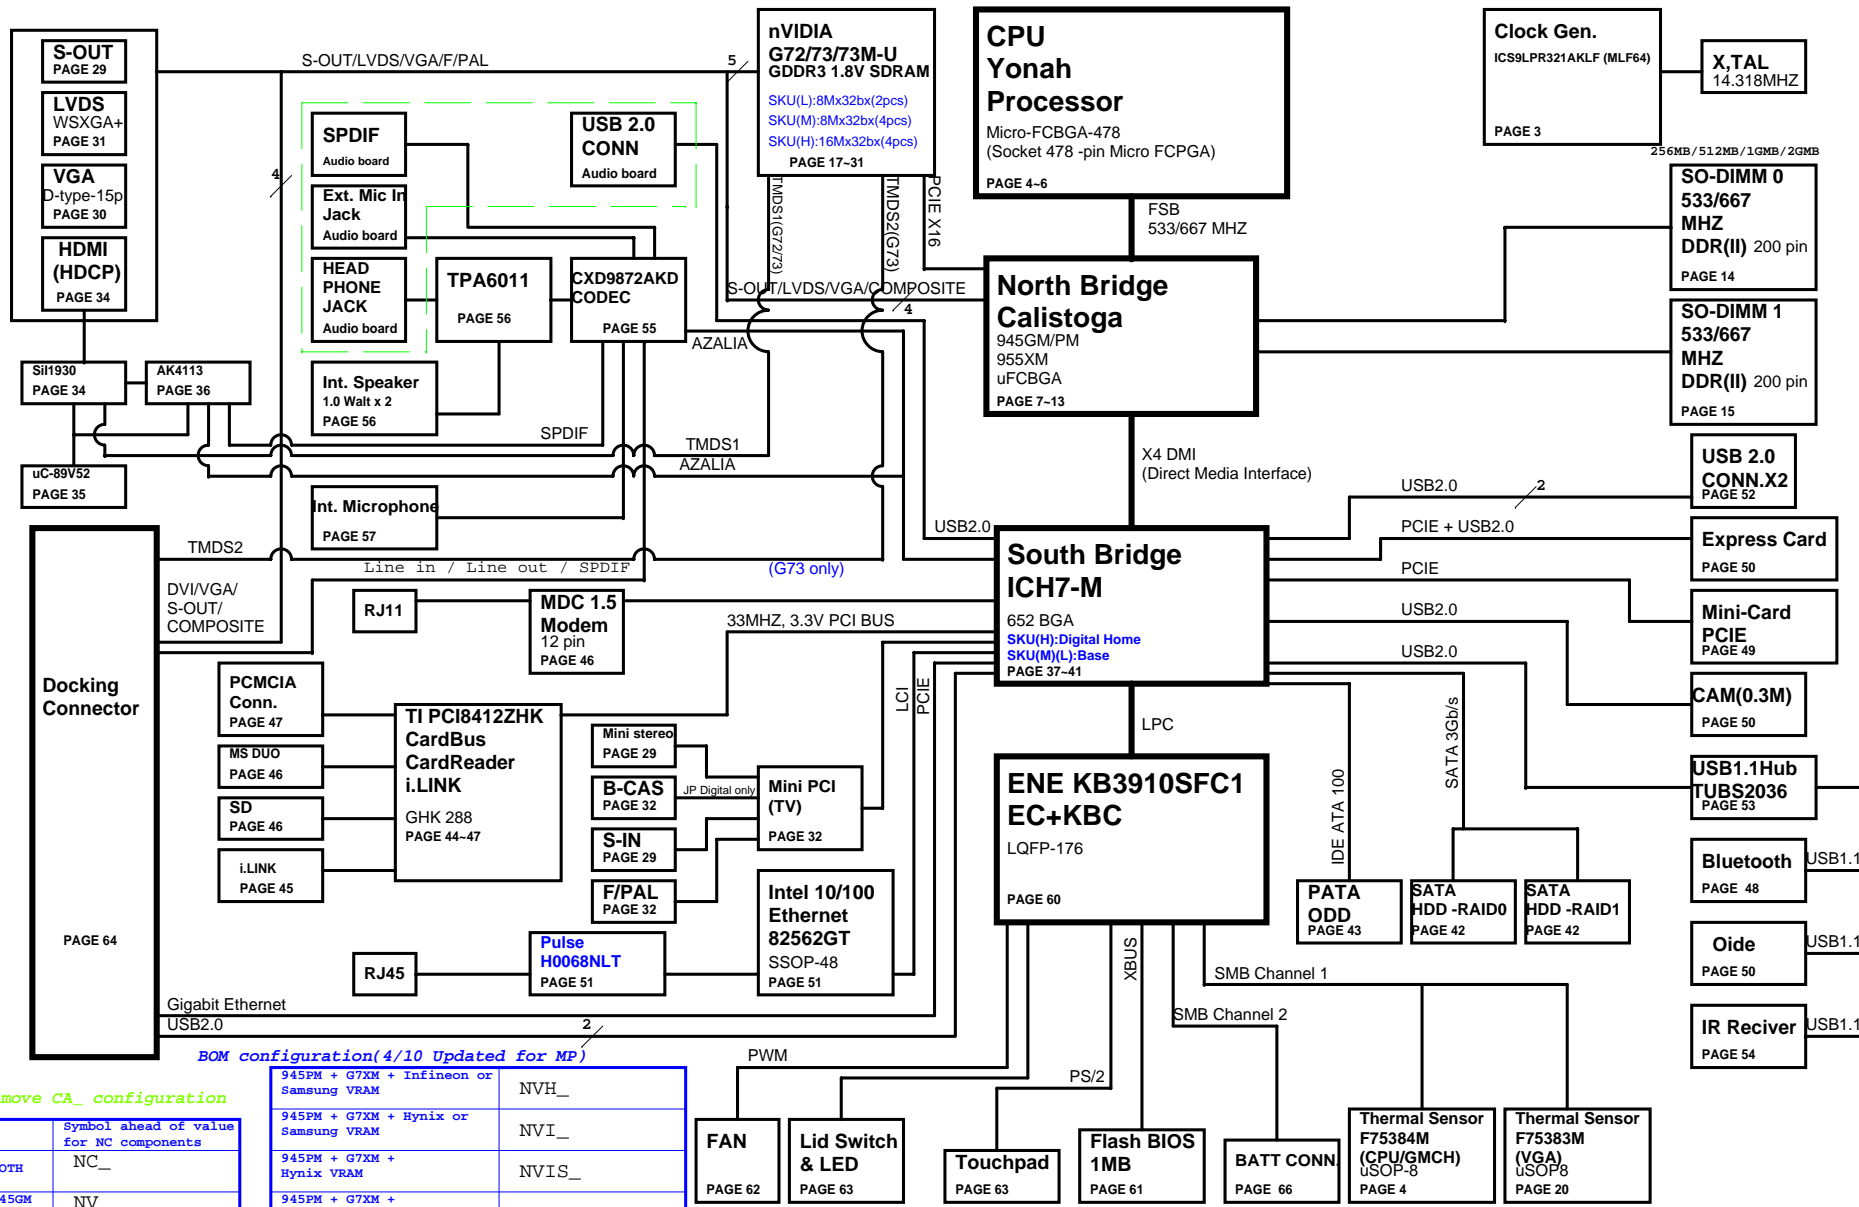 S-OUT
PAGE 29
LVDS
WSXGA+
PAGE 31
VGA
D-type-15p
PAGE 30
HDMI
(HDCP)
PAGE 34
S-OUT/LVDS/VGA/F/PAL
5
4
nVIDIA
G72/73/73M-U
GDDR3 1.8V SDRAM
SKU(L):8Mx32bx(2pcs)
SKU(M):8Mx32bx(4pcs)
SKU(H):16Mx32bx(4pcs)
PAGE 17~31
TMDS1(G72/73)
TMDS2(G73)
PCIE X16
CPU
Yonah
Processor
Micro-FCBGA-478
(Socket 478 -pin Micro FCPGA)
PAGE 4~6
FSB
533/667 MHZ
Clock Gen.
ICS9LPR321AKLF (MLF64)
PAGE 3
X,TAL
14.318MHZ
256MB/512MB/1GMB/2GMB
SO-DIMM 0
533/667
MHZ
DDR(II) 200 pin
PAGE 14
SO-DIMM 1
533/667
MHZ
DDR(II) 200 pin
PAGE 15
SPDIF
Audio board
USB 2.0
CONN
Audio board
Ext. Mic In
Jack
Audio board
HEAD
PHONE
JACK
Audio board
TPA6011
PAGE 56
CXD9872AKD
CODEC
PAGE 55
S-OUT/LVDS/VGA/COMPOSITE
4
AZALIA
North Bridge
Calistoga
945GM/PM
955XM
uFCBGA
PAGE 7~13
SiI1930
PAGE 34
AK4113
PAGE 36
Int. Speaker
1.0 Walt x 2
PAGE 56
SPDIF
TMDS1
AZALIA
uC-89V52
PAGE 35
Int. Microphone
PAGE 57
X4 DMI
(Direct Media Interface)
USB2.0
2
USB 2.0
CONN.X2
PAGE 52
PCIE + USB2.0
Express Card
PAGE 50
PCIE
Mini-Card
PCIE
PAGE 49
USB2.0
CAM(0.3M)
PAGE 50
USB2.0
USB1.1Hub
TUBS2036
PAGE 53
USB2.0
South Bridge
ICH7-M
652 BGA
SKU(H):Digital Home
SKU(M)(L):Base
PAGE 37~41
TMDS2
Line in / Line out / SPDIF
(G73 only)
DVI/VGA/
S-OUT/
COMPOSITE
RJ11
MDC 1.5
Modem
12 pin
PAGE 46
33MHZ, 3.3V PCI BUS
LCI
PCIE
Docking
Connector
PAGE 64
PCMCIA
Conn.
PAGE 47
MS DUO
PAGE 46
SD
PAGE 46
i.LINK
PAGE 45
TI PCI8412ZHK
CardBus
CardReader
i.LINK
GHK 288
PAGE 44~47
Mini stereo
PAGE 29
B-CAS
PAGE 32
JP Digital only
S-IN
PAGE 29
F/PAL
PAGE 32
Mini PCI
(TV)
PAGE 32
Intel 10/100
Ethernet
82562GT
SSOP-48
PAGE 51
RJ45
Pulse
H0068NLT
PAGE 51
Gigabit Ethernet
USB2.0
2
LPC
ENE KB3910SFC1
EC+KBC
LQFP-176
PAGE 60
IDE ATA 100
SATA 3Gb/s
PATA
ODD
PAGE 43
SATA
HDD -RAID0
PAGE 42
SATA
HDD -RAID1
PAGE 42
Bluetooth
PAGE 48
USB1.1
Oide
PAGE 50
USB1.1
IR Reciver
PAGE 54
USB1.1
XBUS
SMB Channel 1
SMB Channel 2
PWM
PS/2
FAN
PAGE 62
Lid Switch
& LED
PAGE 63
Touchpad
PAGE 63
Flash BIOS
1MB
PAGE 61
BATT CONN.
PAGE 66
Thermal Sensor
F75384M
(CPU/GMCH)
uSOP-8
PAGE 4
Thermal Sensor
F75383M
(VGA)
uSOP8
PAGE 20
BOM configuration(4/10 Updated for MP)
945PM + G7XM + Infineon or
Samsung VRAM
NVH_
945PM + G7XM + Hynix or
Samsung VRAM
NVI_
945PM + G7XM +
Hynix VRAM
NVIS_
945PM + G7XM +
move CA_ configuration
Symbol ahead of value
for NC components
OTH
NC_
45GM
NV